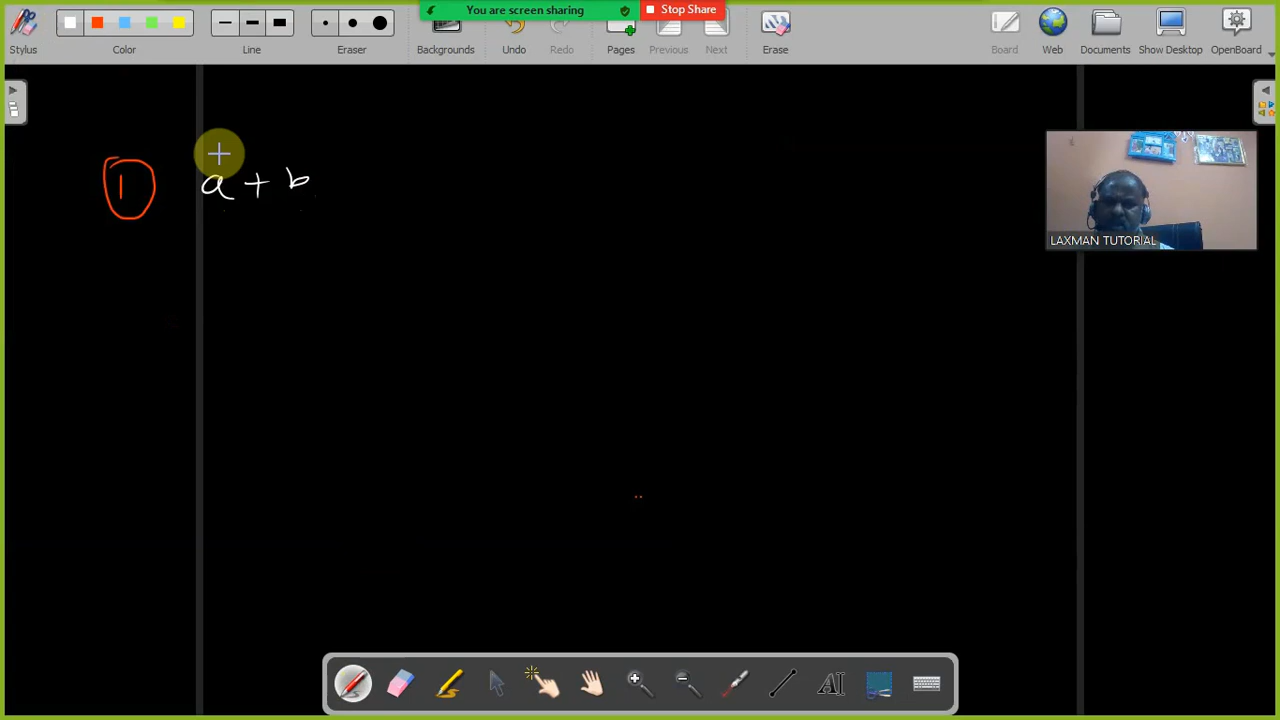 You are screen sharing
Stop Share
Stylus
Color
Line
Eraser
Backgrounds
Undo
Redo
Pages
Previous
Next
Erase
Board
Web
Documents
Show Desktop
OpenBoard
① a + b
LAXMAN TUTORIAL
AI